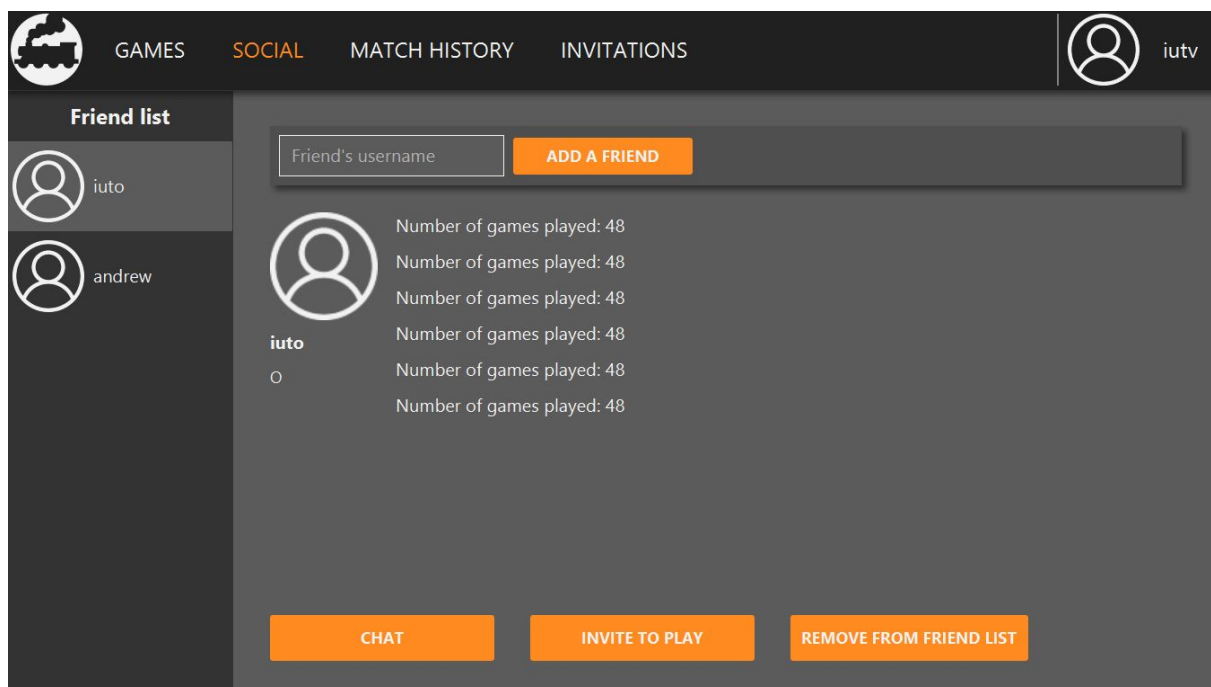 GAMES SOCIAL MATCH HISTORY INVITATIONS iutv
Friend list
iuto
andrew
Friend's username ADD A FRIEND
iuto
O
Number of games played: 48
Number of games played: 48
Number of games played: 48
Number of games played: 48
Number of games played: 48
Number of games played: 48
CHAT INVITE TO PLAY REMOVE FROM FRIEND LIST